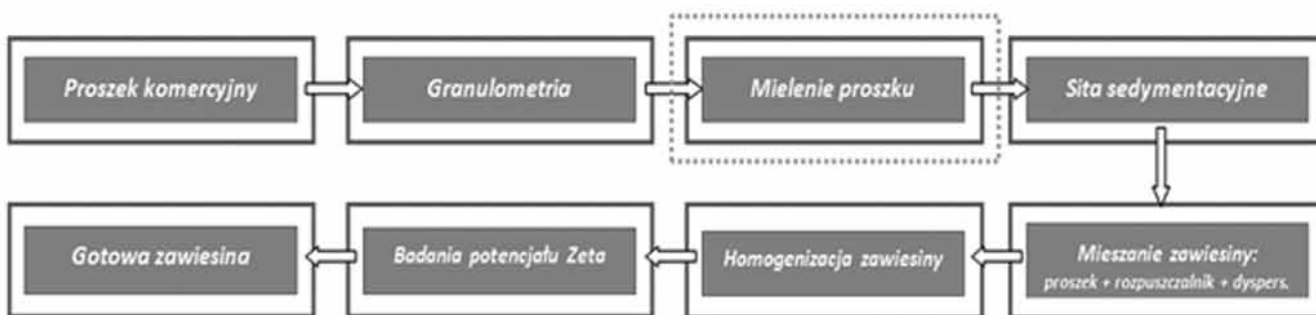 Proszek komercyjny
Granulometria
Mielenie proszku
Sita sedymentacyjne
Mieszanie zawiesiny:
proszek + rozpuszczalnik + dyspers.
Homogenizacja zawiesiny
Badania potencjału Zeta
Gotowa zawiesina